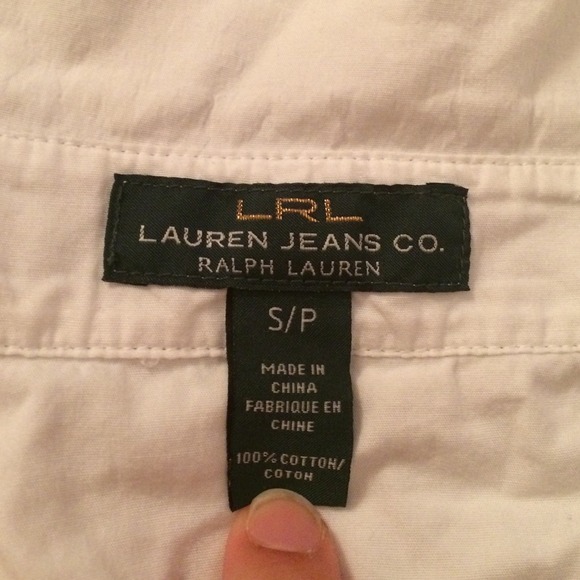 LRL
LAUREN JEANS CO.
RALPH LAUREN
S/P
MADE IN
CHINA
FABRIQUE EN
CHINE
100% COTTON/
COTON